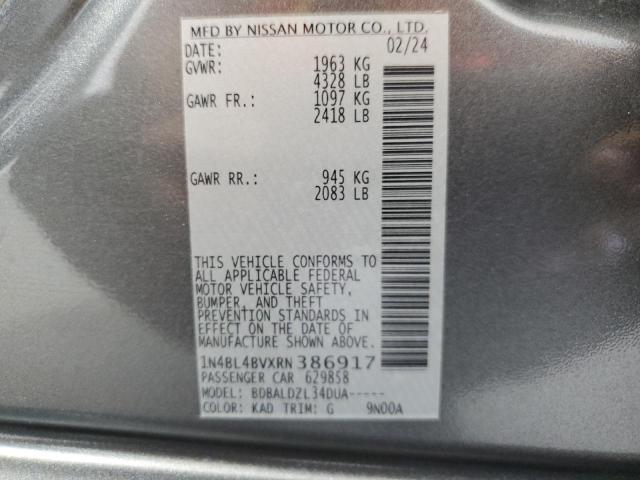 MFD BY NISSAN MOTOR CO., LTD.
DATE: 02/24
GVWR: 1963 KG
4328 LB
GAWR FR.: 1097 KG
2418 LB
GAWR RR.: 945 KG
2083 LB
THIS VEHICLE CONFORMS TO
ALL APPLICABLE FEDERAL
MOTOR VEHICLE SAFETY,
BUMPER, AND THEFT
PREVENTION STANDARDS IN
EFFECT ON THE DATE OF
MANUFACTURE SHOWN ABOVE.
1N4BL4BVXRN386917
PASSENGER CAR 629858
MODEL: BDBALDZL34DUA-----
COLOR: KAD TRIM: G 9N00A